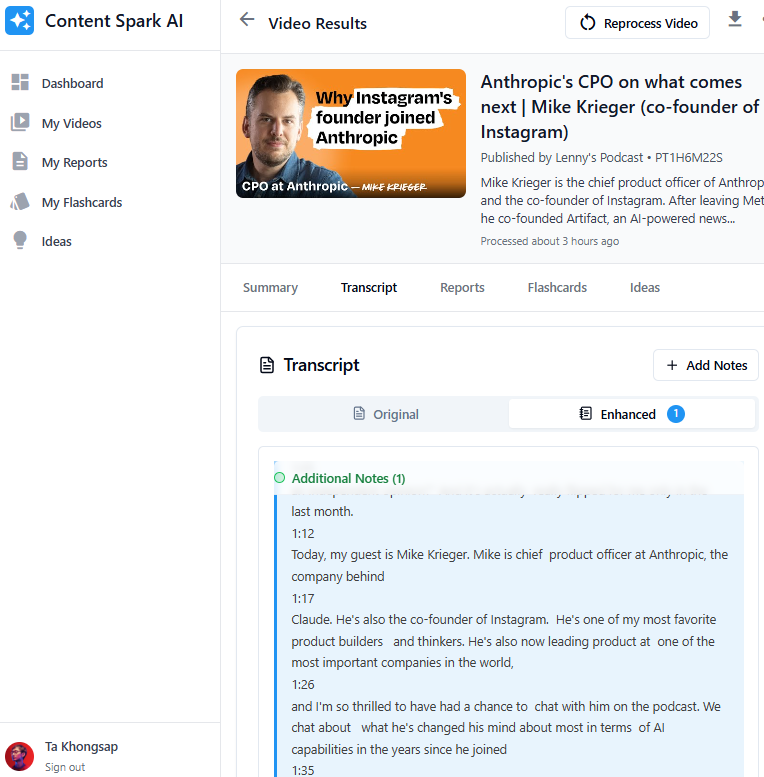 Content Spark AI
Dashboard
My Videos
My Reports
My Flashcards
Ideas
Ta Khongsap
Sign out
Video Results
Reprocess Video
Why Instagram's
founder joined
Anthropic
CPO at Anthropic — MIKE KRIEGER
Anthropic's CPO on what comes
next | Mike Krieger (co-founder of
Instagram)
Published by Lenny's Podcast • PT1H6M22S
Mike Krieger is the chief product officer of Anthrop
and the co-founder of Instagram. After leaving Met
he co-founded Artifact, an AI-powered news...
Processed about 3 hours ago
Summary
Transcript
Reports
Flashcards
Ideas
Transcript
+ Add Notes
Original
Enhanced 1
Additional Notes (1)
last month.
1:12
Today, my guest is Mike Krieger. Mike is chief product officer at Anthropic, the
company behind
1:17
Claude. He's also the co-founder of Instagram. He's one of my most favorite
product builders and thinkers. He's also now leading product at one of the
most important companies in the world,
1:26
and I'm so thrilled to have had a chance to chat with him on the podcast. We
chat about what he's changed his mind about most in terms of AI
capabilities in the years since he joined
1:35